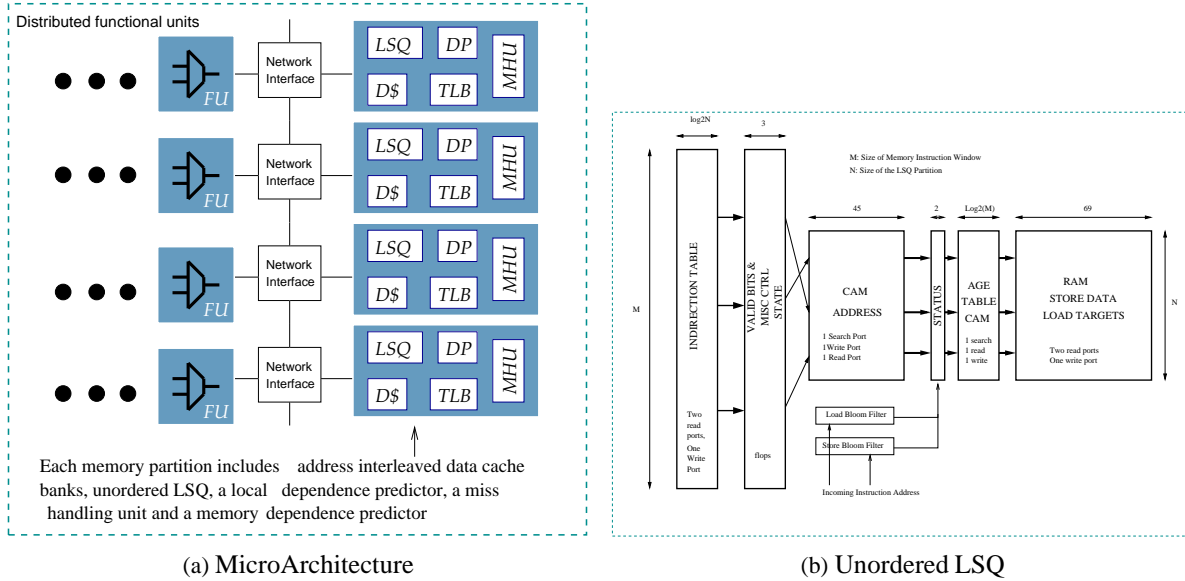 Distributed functional units
FU
Network
Interface
LSQ
DP
MHU
D$
TLB
FU
Network
Interface
LSQ
DP
MHU
D$
TLB
FU
Network
Interface
LSQ
DP
MHU
D$
TLB
FU
Network
Interface
LSQ
DP
MHU
D$
TLB
Each memory partition includes address interleaved data cache
banks, unordered LSQ, a local dependence predictor, a miss
handling unit and a memory dependence predictor
(a) MicroArchitecture
log2N
3
M: Size of Memory Instruction Window
N: Size of the LSQ Partition
45
2
Log2(M)
69
M
INDIRECTION TABLE
Two
read
ports,
One
Write
Port
VALID BITS &
MISC CTRL
STATE
flops
CAM
ADDRESS
1 Search Port
1Write Port
1 Read Port
STATUS
AGE
TABLE
CAM
1 search
1 read
1 write
RAM
STORE DATA
LOAD TARGETS
Two read ports
One write port
N
Load Bloom Filter
Store Bloom Filter
Incoming Instruction Address
(b) Unordered LSQ